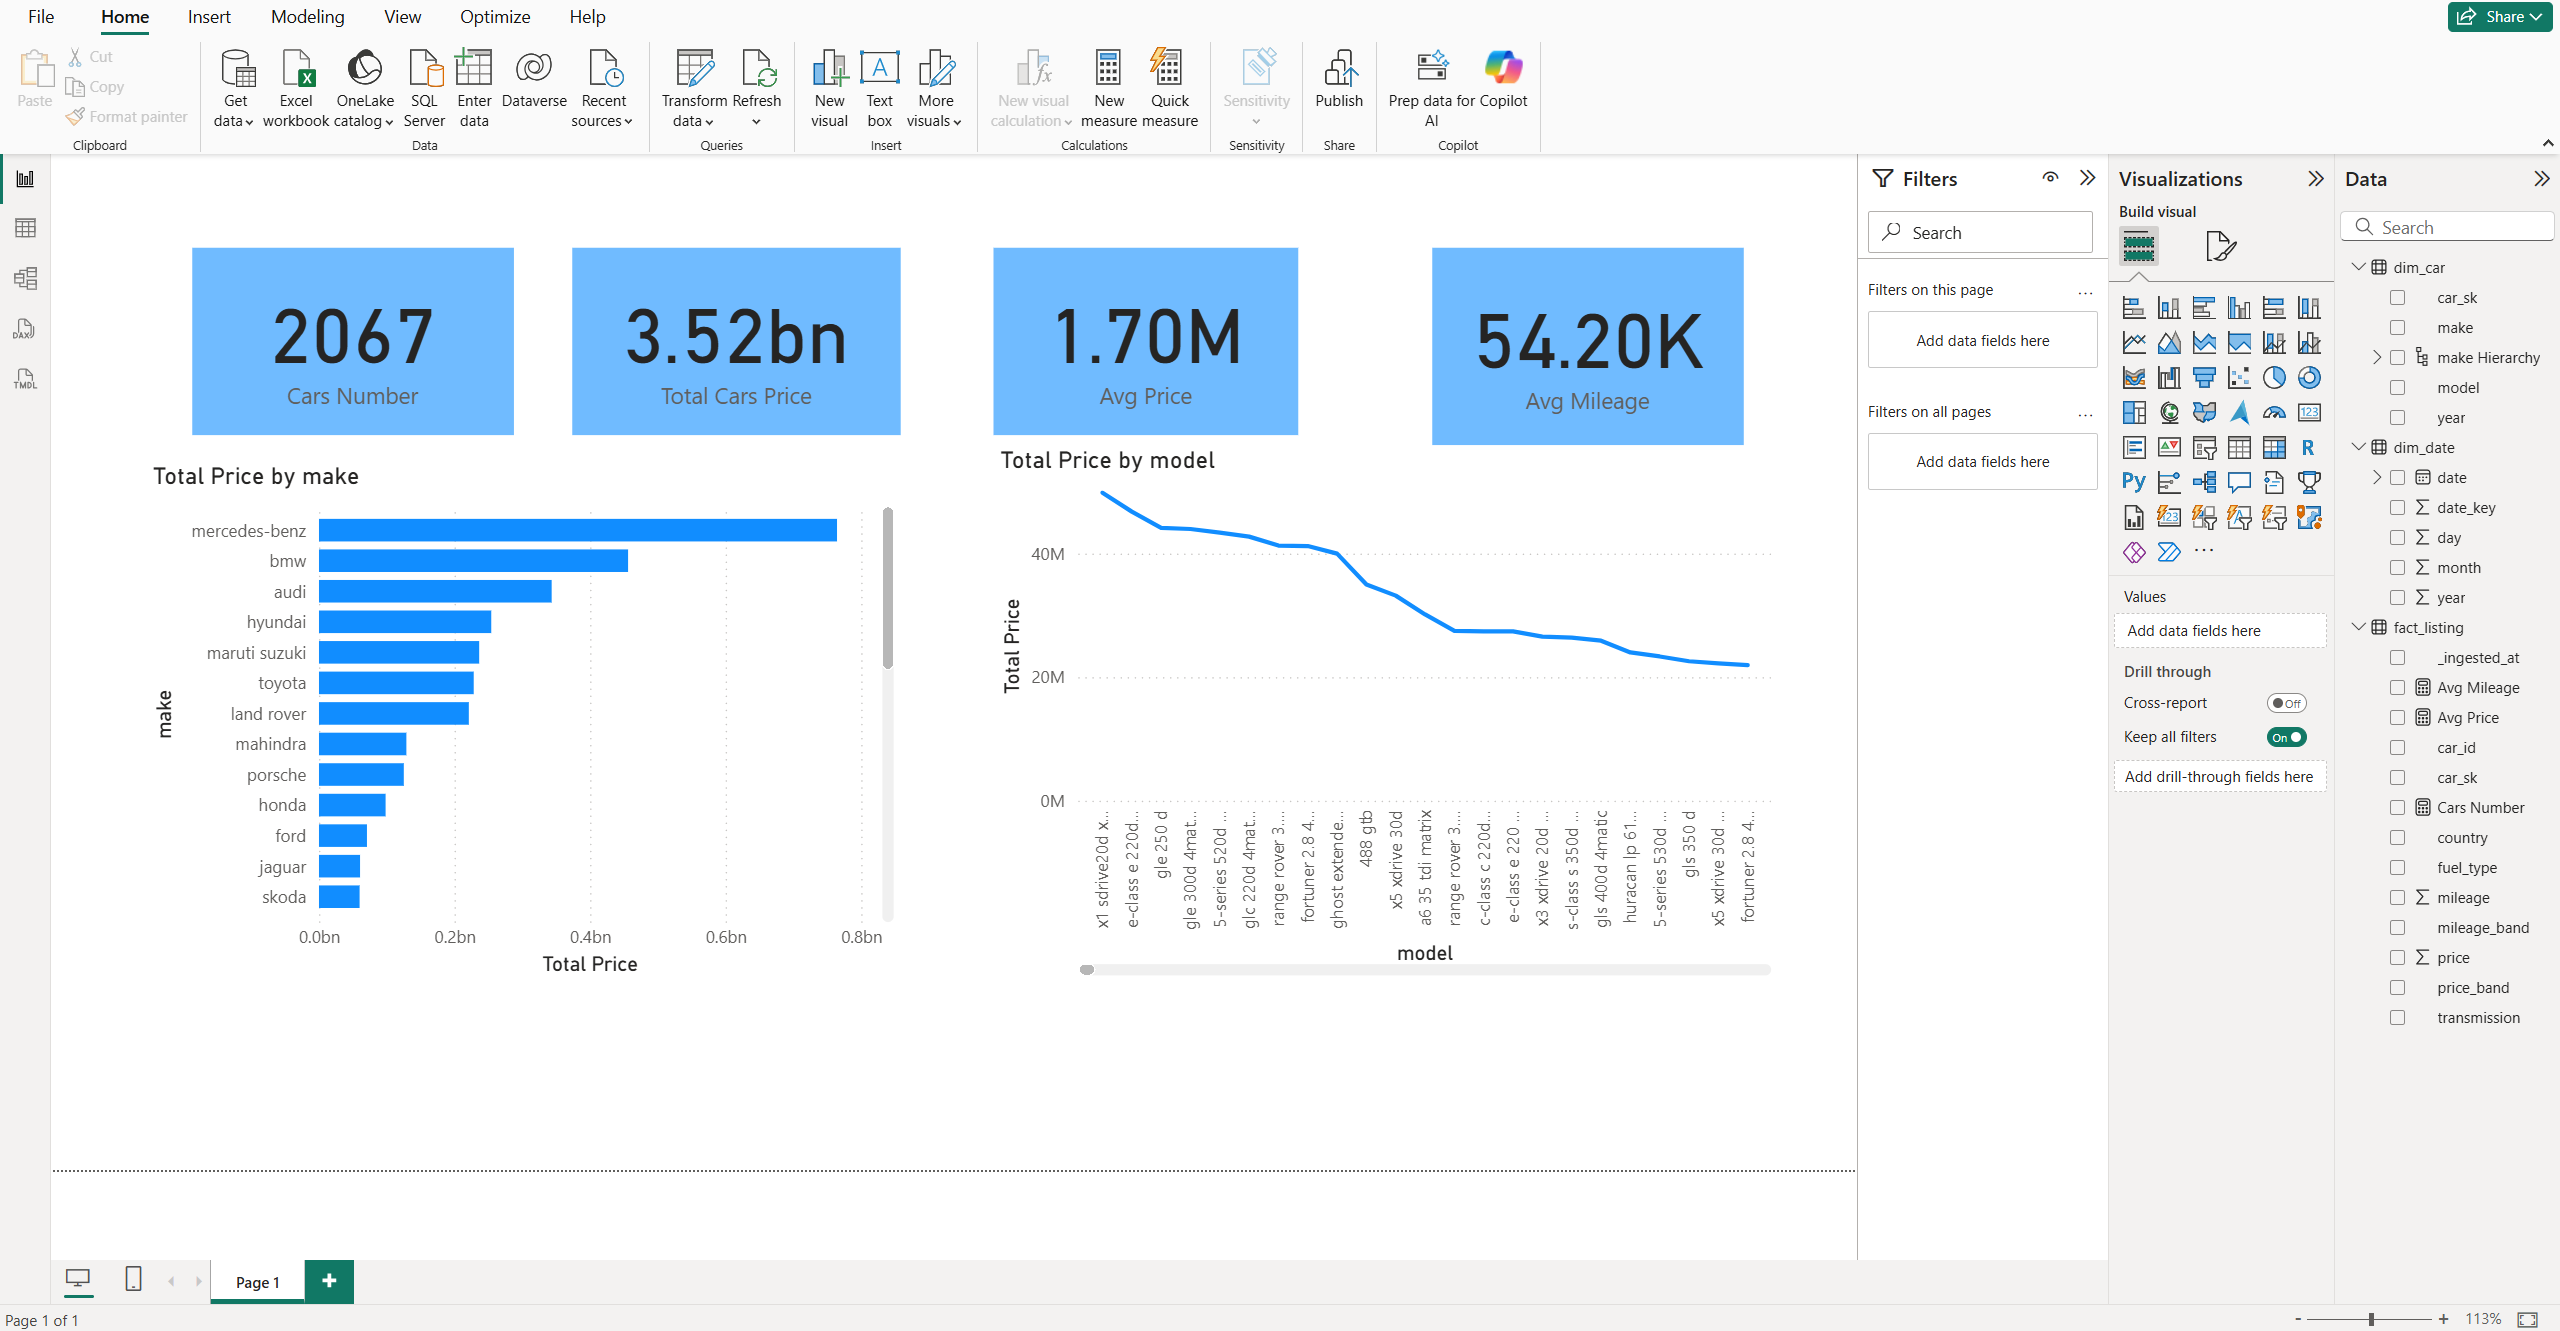 File Home Insert Modeling View Optimize Help
Share
Paste
Cut
Copy
Format painter
Clipboard
Get data
Excel workbook
OneLake catalog
SQL Server
Enter data
Dataverse
Recent sources
Data
Transform data
Refresh
Queries
New visual
Text box
More visuals
Insert
New visual calculation
New measure
Quick measure
Calculations
Sensitivity
Sensitivity
Publish
Share
Prep data for AI
Copilot
Copilot
DAX
TMDL
2067
Cars Number
3.52bn
Total Cars Price
1.70M
Avg Price
54.20K
Avg Mileage
Total Price by make
make
mercedes-benz
bmw
audi
hyundai
maruti suzuki
toyota
land rover
mahindra
porsche
honda
ford
jaguar
skoda
0.0bn 0.2bn 0.4bn 0.6bn 0.8bn
Total Price
Total Price by model
Total Price
40M
20M
0M
x1 sdrive20d x...
e-class e 220d...
gle 250 d
gle 300d 4mat...
5-series 520d ...
glc 220d 4mat...
range rover 3....
fortuner 2.8 4...
ghost extende...
488 gtb
x5 xdrive 30d
a6 35 tdi matrix
range rover 3....
c-class c 220d...
e-class e 220 ...
x3 xdrive 20d ...
s-class s 350d ...
gls 400d 4matic
huracan lp 61...
5-series 530d ...
gls 350 d
x5 xdrive 30d ...
fortuner 2.8 4...
model
Filters
Search
Filters on this page ...
Add data fields here
Filters on all pages ...
Add data fields here
Visualizations
Build visual
123
R
Py
123
...
Values
Add data fields here
Drill through
Cross-report Off
Keep all filters On
Add drill-through fields here
Data
Search
dim_car
car_sk
make
make Hierarchy
model
year
dim_date
date
date_key
day
month
year
fact_listing
_ingested_at
Avg Mileage
Avg Price
car_id
car_sk
Cars Number
country
fuel_type
mileage
mileage_band
price
price_band
transmission
Page 1
+
Page 1 of 1
- + 113%